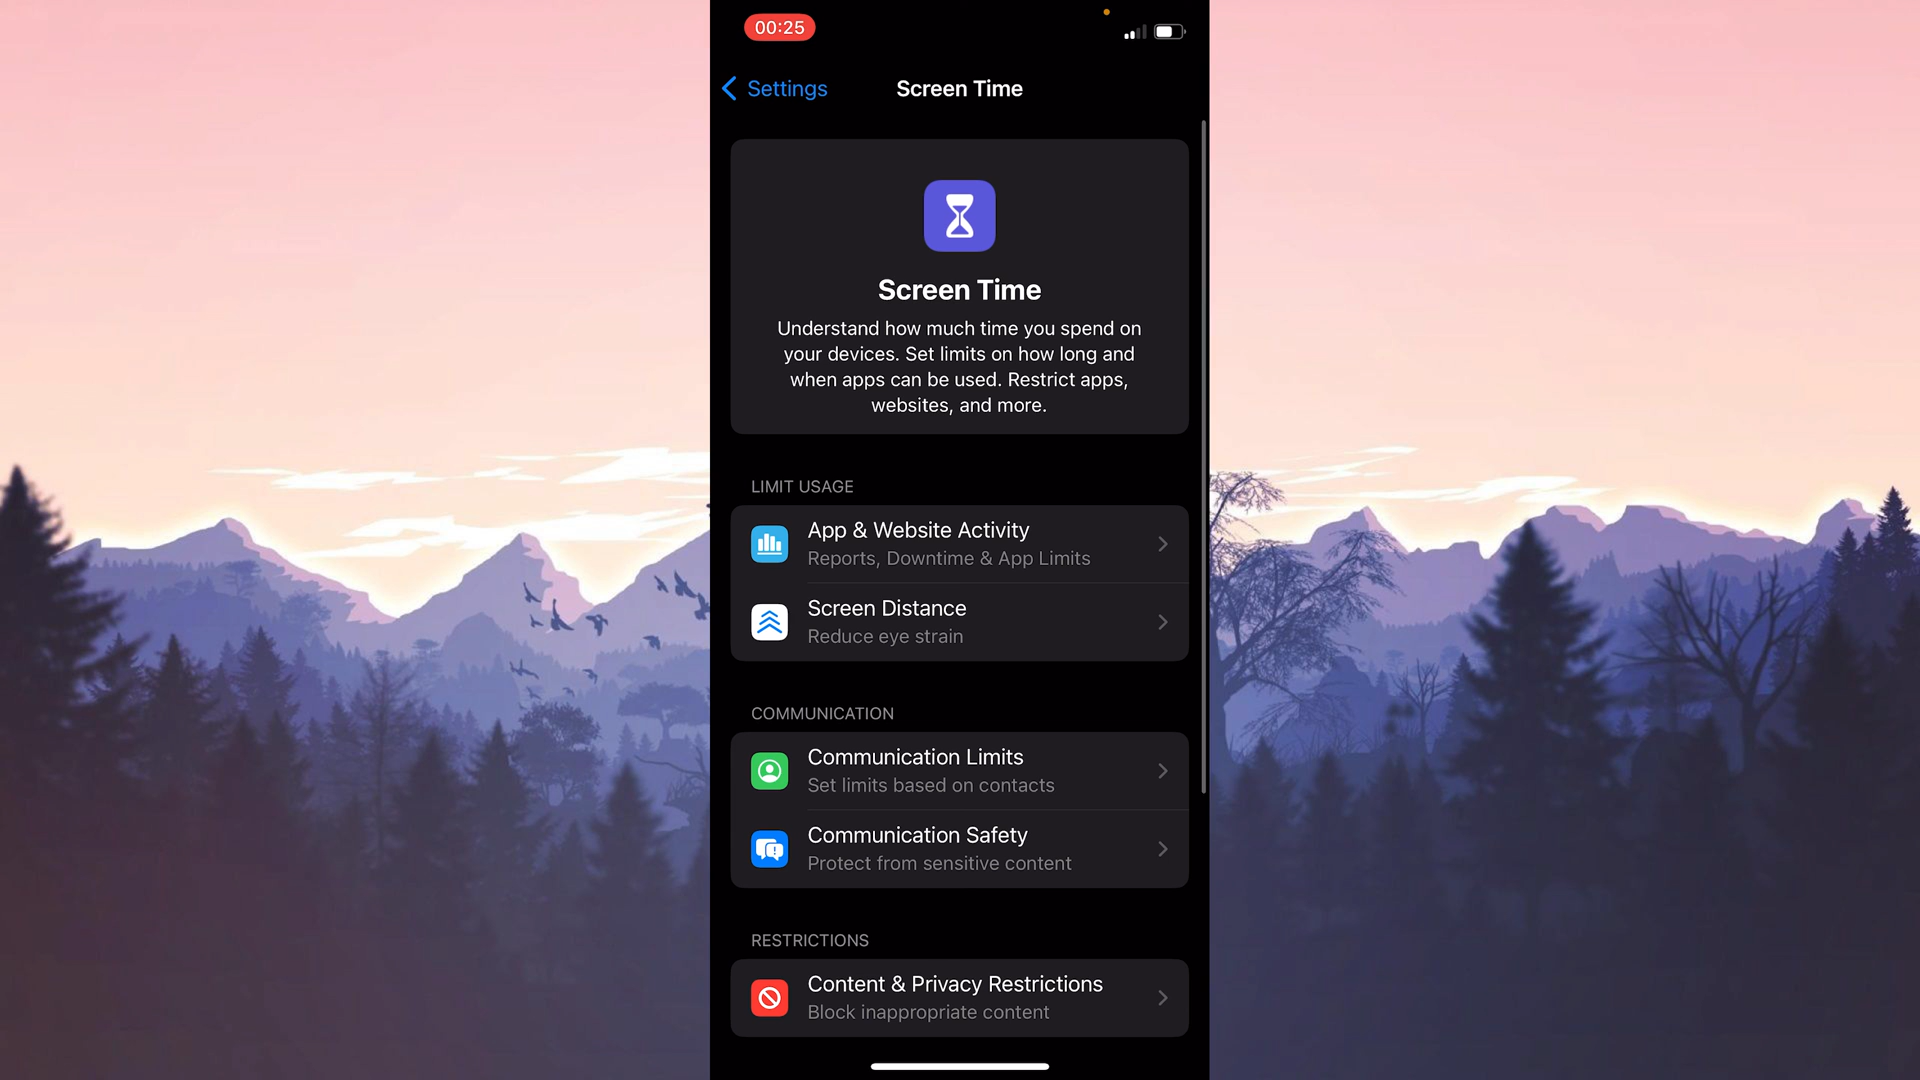 00:25
Settings
Screen Time
Screen Time
Understand how much time you spend on
your devices. Set limits on how long and
when apps can be used. Restrict apps,
websites, and more.
LIMIT USAGE
App & Website Activity
Reports, Downtime & App Limits
Screen Distance
Reduce eye strain
COMMUNICATION
Communication Limits
Set limits based on contacts
Communication Safety
Protect from sensitive content
RESTRICTIONS
Content & Privacy Restrictions
Block inappropriate content